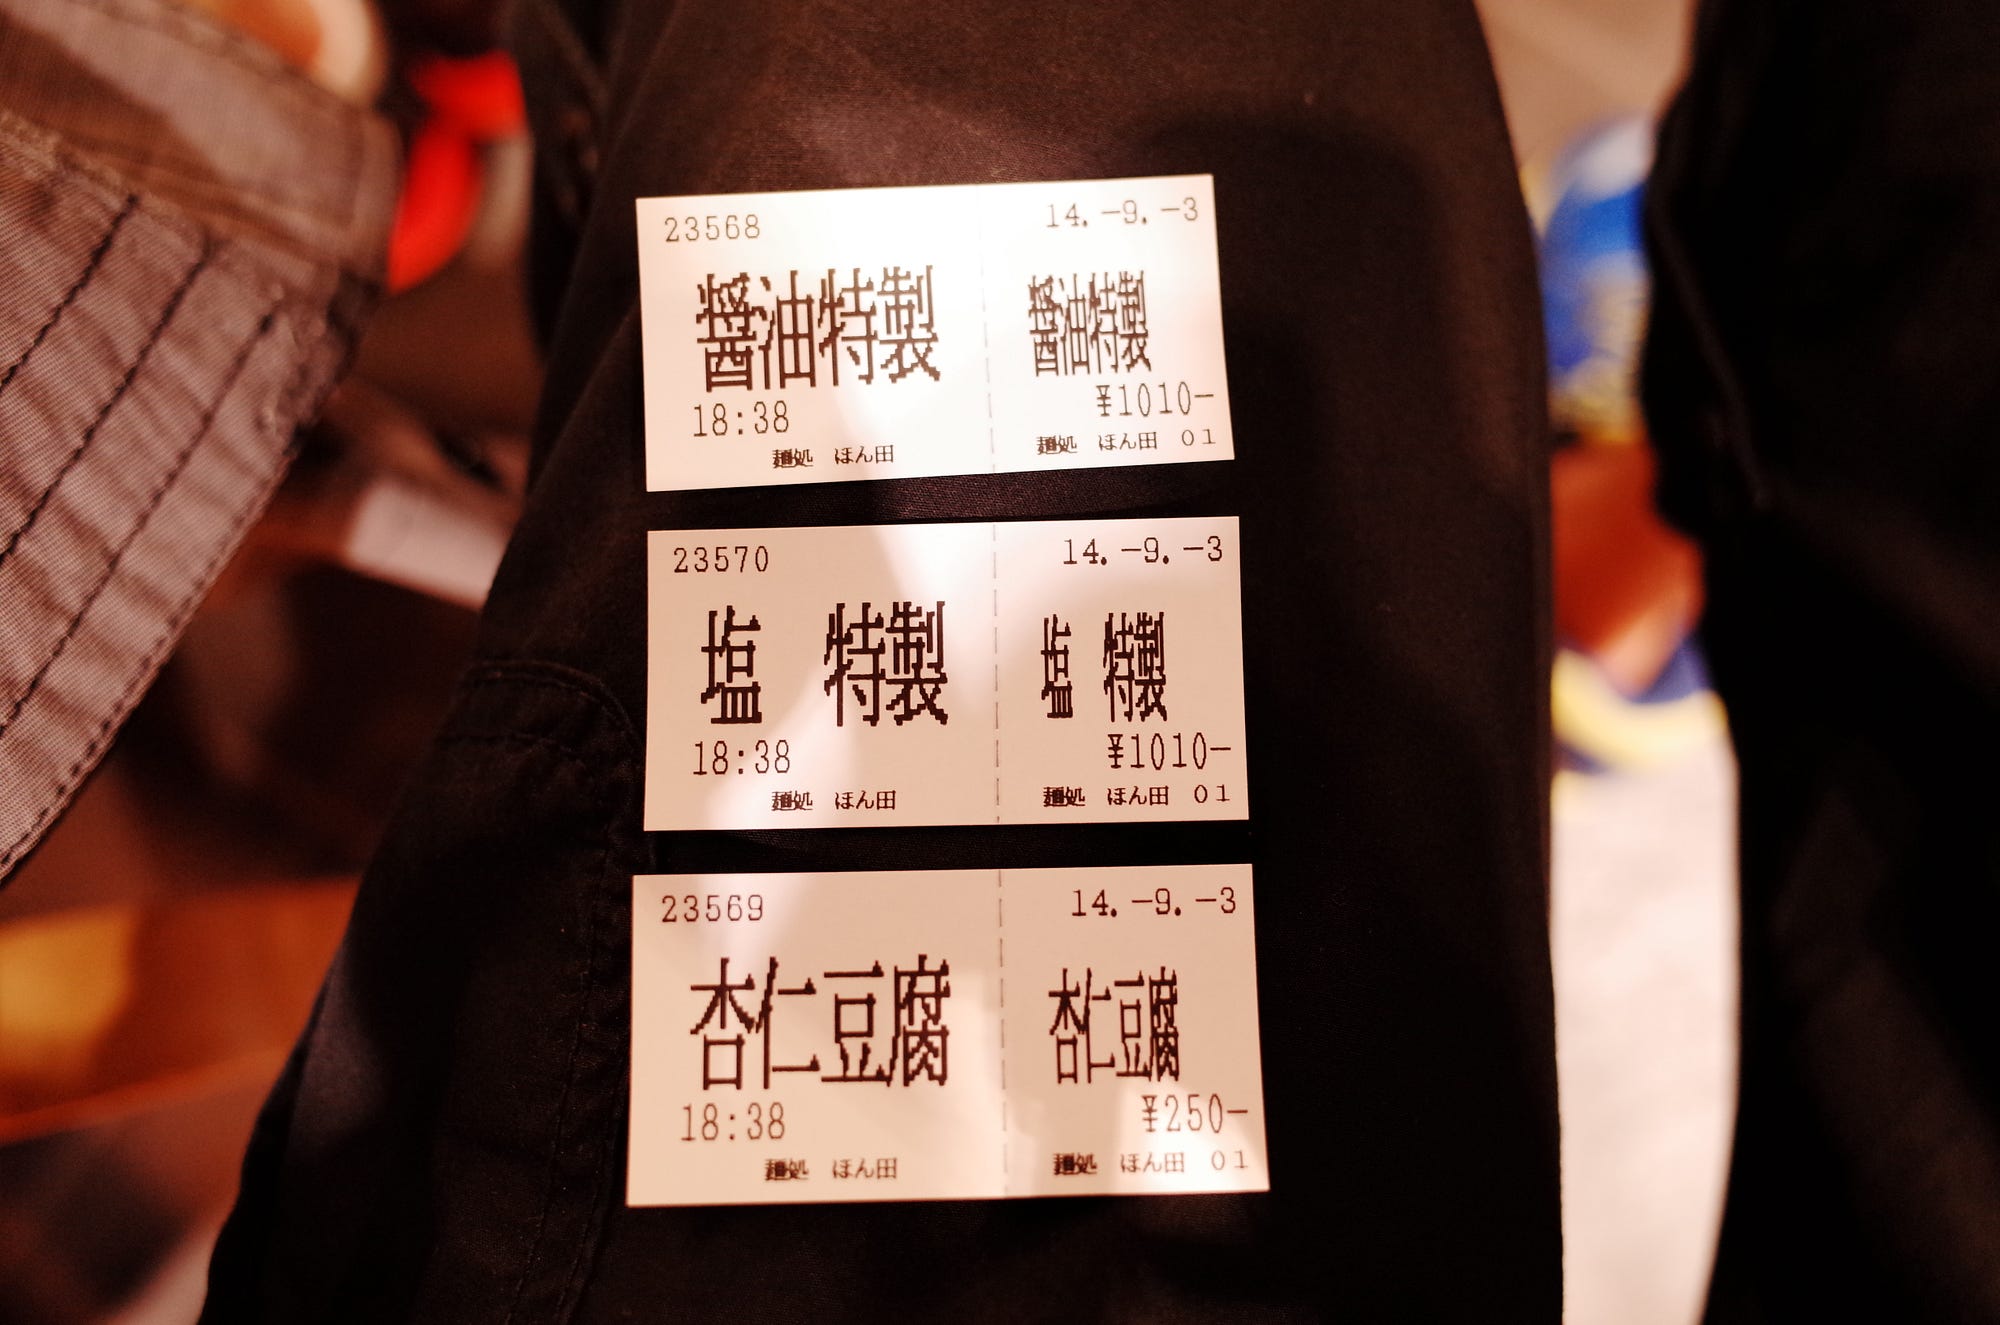 23568 14.-9.-3
醤油特製 醤油特製
18:38 ¥1010-
麺処 ほん田 麺処 ほん田 01
23570 14.-9.-3
塩 特製 塩 特製
18:38 ¥1010-
麺処 ほん田 麺処 ほん田 01
23569 14.-9.-3
杏仁豆腐 杏仁豆腐
18:38 ¥250-
麺処 ほん田 麺処 ほん田 01